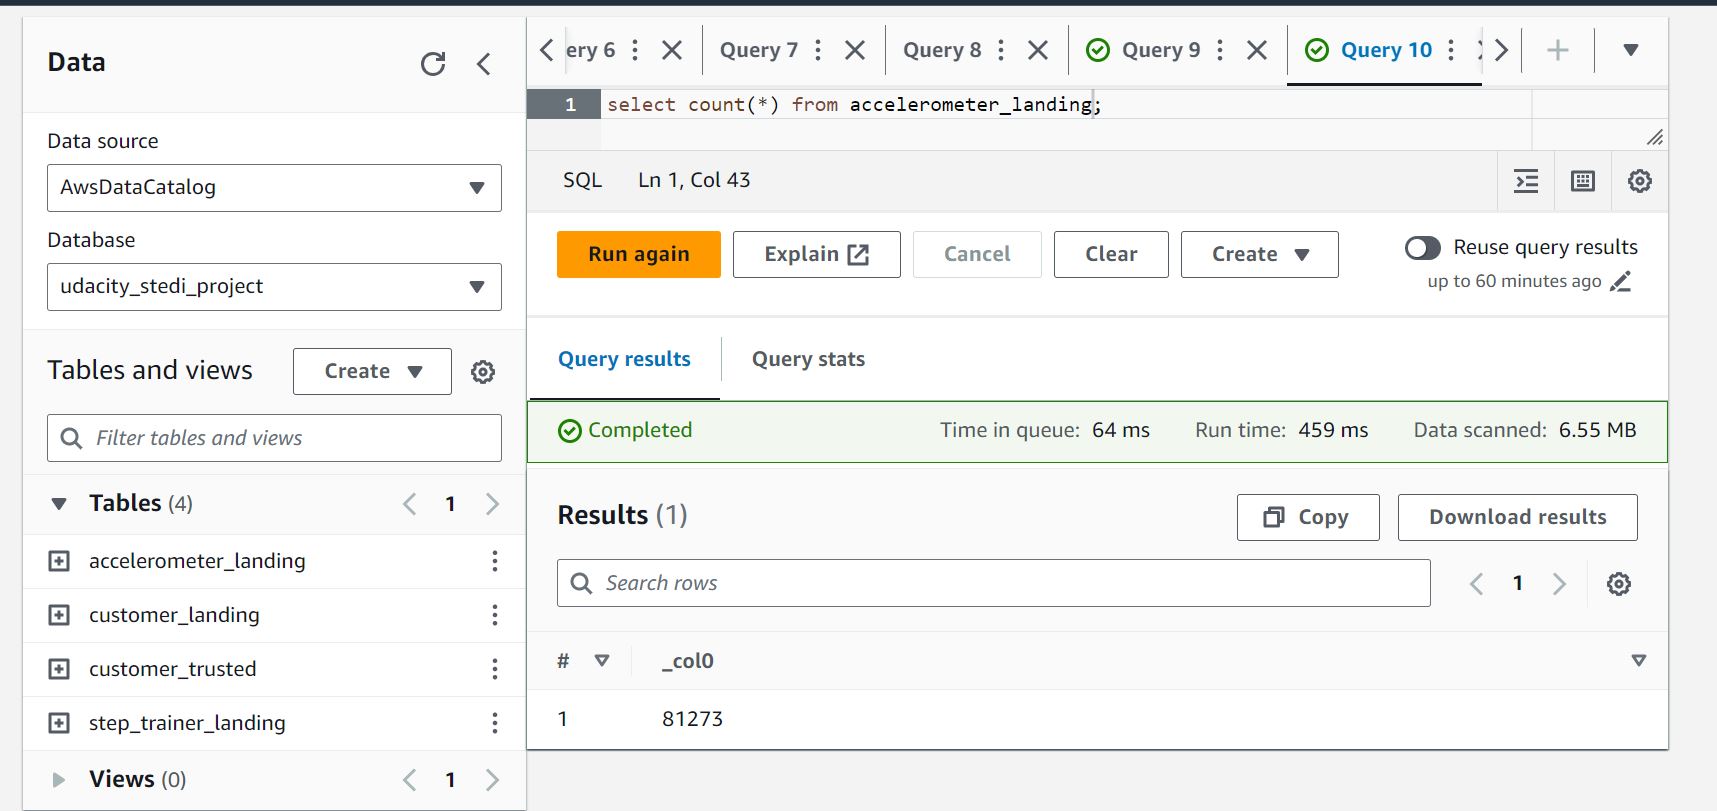 Data
Data source
AwsDataCatalog
Database
udacity_stedi_project
Tables and views
Create
Filter tables and views
Tables (4)
1
accelerometer_landing
customer_landing
customer_trusted
step_trainer_landing
Views (0)
1
ery 6
Query 7
Query 8
Query 9
Query 10
1 select count(*) from accelerometer_landing;
SQL Ln 1, Col 43
Run again
Explain
Cancel
Clear
Create
Reuse query results
up to 60 minutes ago
Query results
Query stats
Completed
Time in queue: 64 ms
Run time: 459 ms
Data scanned: 6.55 MB
Results (1)
Copy
Download results
Search rows
1
# _col0
1 81273